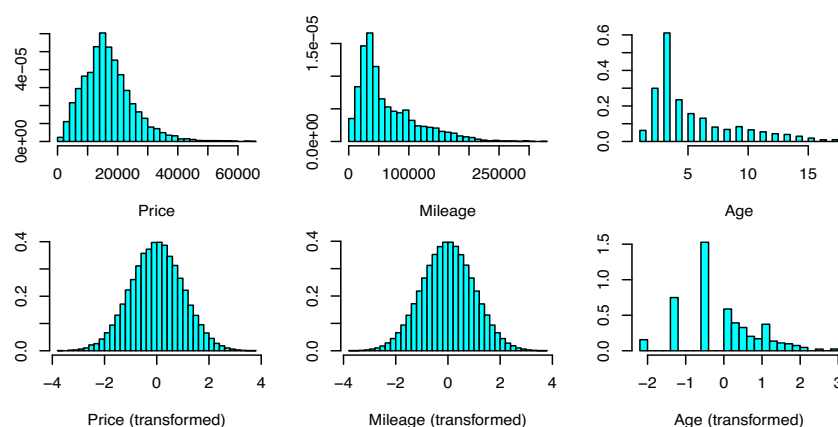 0e+00 4e−05
0 20000 40000 60000
Price
0.0e+00 1.5e−05
0 100000 250000
Mileage
0.0 0.2 0.4 0.6
5 10 15
Age
0.0 0.2 0.4
−4 −2 0 2 4
Price (transformed)
0.0 0.2 0.4
−4 −2 0 2 4
Mileage (transformed)
0.0 0.5 1.0 1.5
−2 −1 0 1 2 3
Age (transformed)